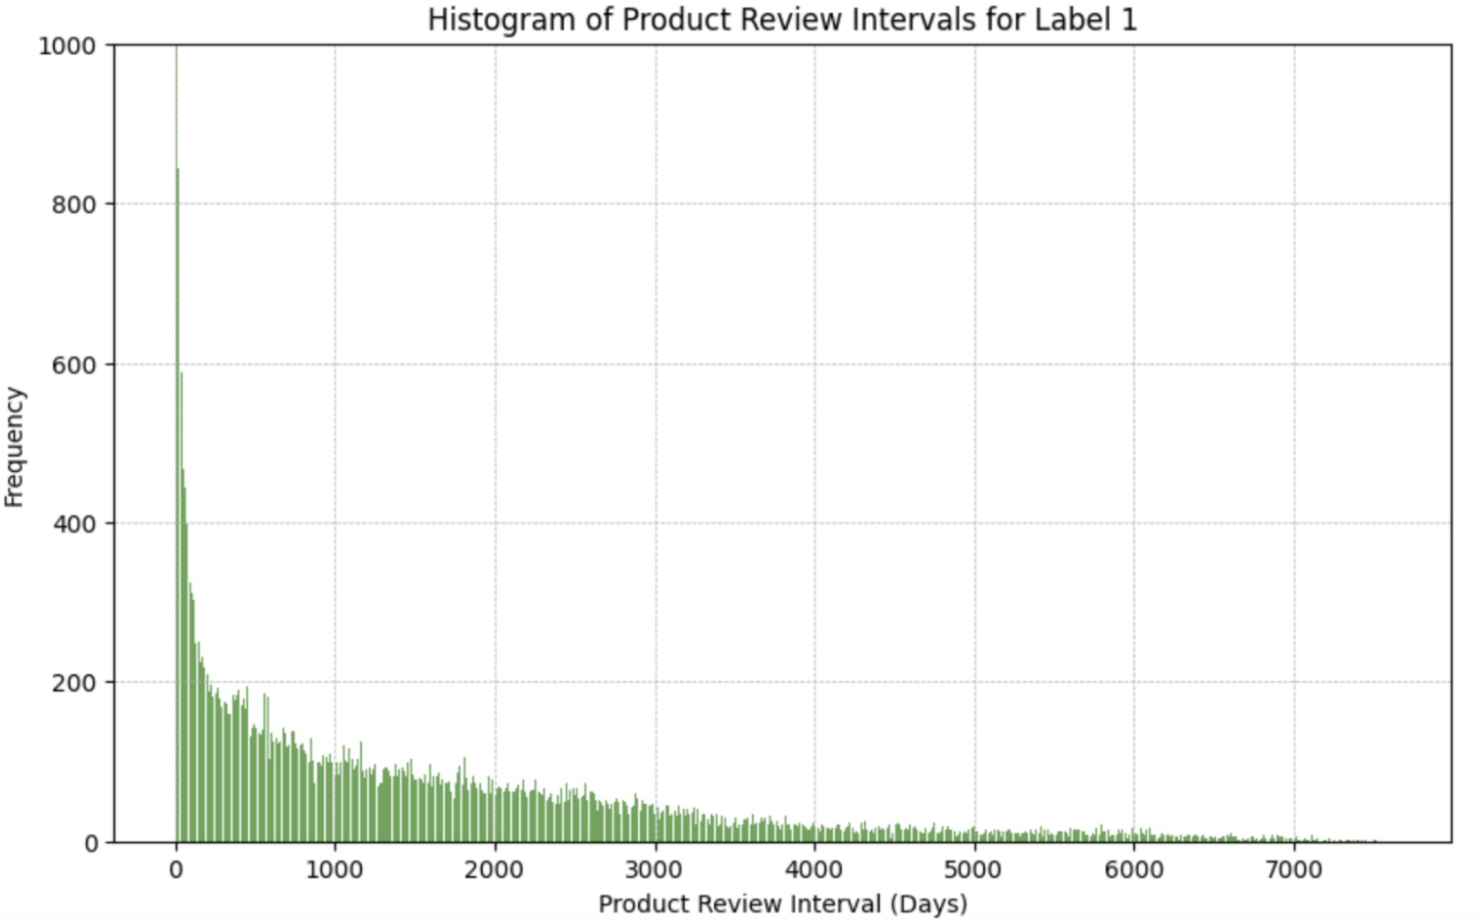 Histogram of Product Review Intervals for Label 1
1000
800
600
400
200
0
Frequency
0 1000 2000 3000 4000 5000 6000 7000
Product Review Interval (Days)